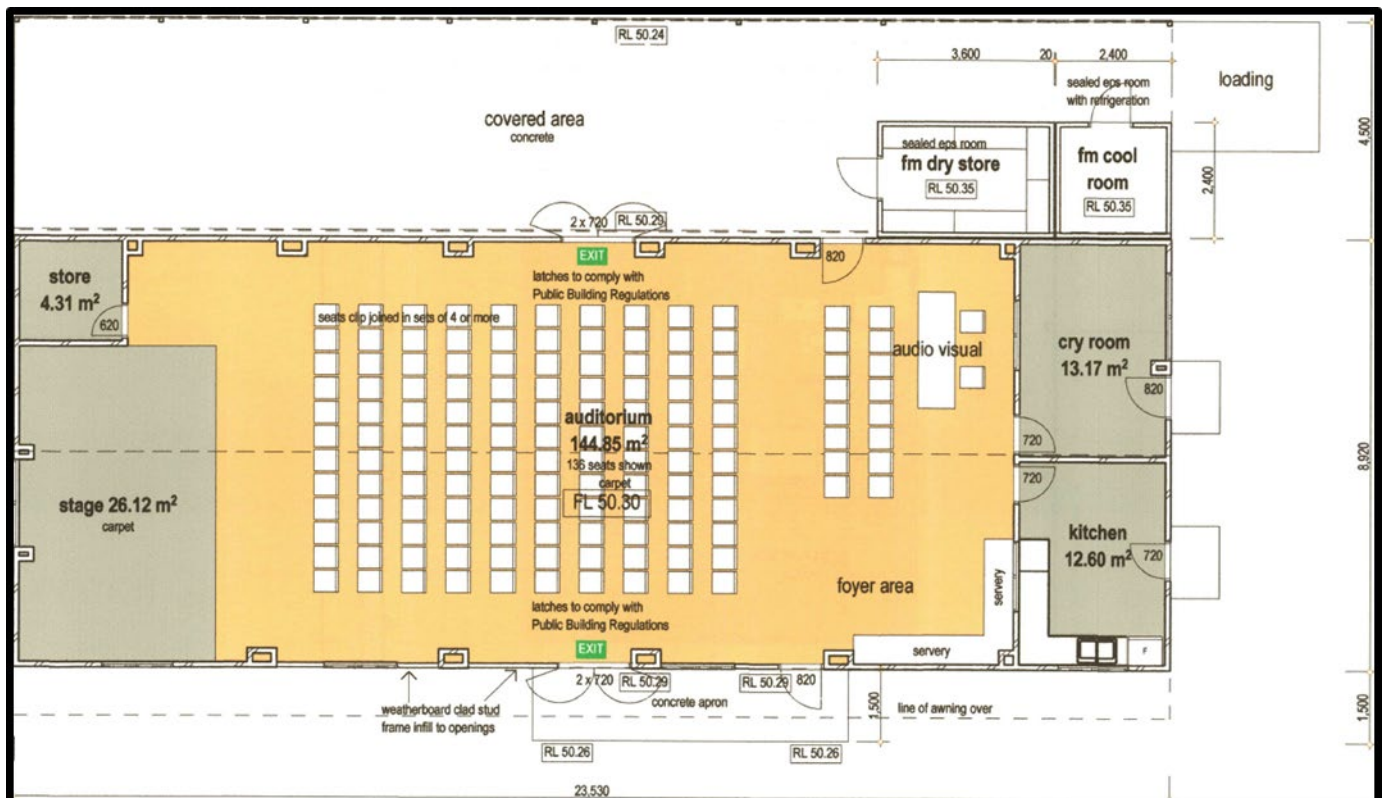 RL 50.24
3,600
20
2,400
sealed eps room
with refrigeration
loading
covered area
concrete
4,500
sealed eps room
fm dry store
RL 50.35
fm cool
room
RL 50.35
2,400
2 x 720
RL 50.29
820
EXIT
latches to comply with
Public Building Regulations
store
4.31 m²
620
seats clip joined in sets of 4 or more
audio visual
cry room
13.17 m²
820
auditorium
144.85 m²
136 seats shown
carpet
FL 50.30
720
720
8,920
stage 26.12 m²
carpet
kitchen
12.60 m²
720
foyer area
servery
latches to comply with
Public Building Regulations
EXIT
servery
F
2 x 720
RL 50.29
RL 50.29
820
concrete apron
weatherboard clad stud
frame infill to openings
1,500
line of awning over
1,500
RL 50.26
RL 50.26
23,530